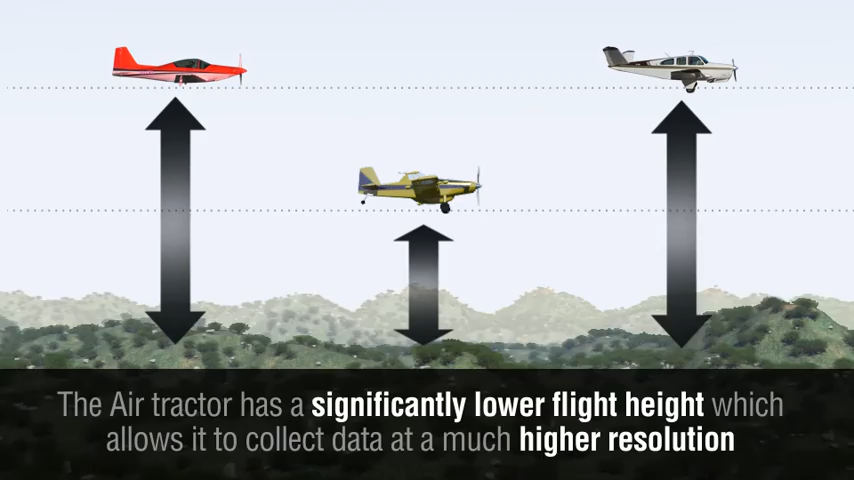 The Air tractor has a significantly lower flight height which
allows it to collect data at a much higher resolution